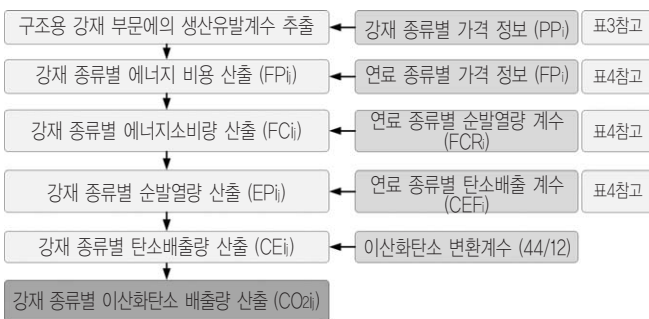 구조용 강재 부문에의 생산유발계수 추출
강재 종류별 가격 정보 (PPi)
표3참고
강재 종류별 에너지 비용 산출 (FPij)
연료 종류별 가격 정보 (FPi)
표4참고
강재 종류별 에너지소비량 산출 (FCij)
연료 종류별 순발열량 계수
(FCRi)
표4참고
강재 종류별 순발열량 산출 (EPij)
연료 종류별 탄소배출 계수
(CEFi)
표4참고
강재 종류별 탄소배출량 산출 (CEij)
이산화탄소 변환계수 (44/12)
강재 종류별 이산화탄소 배출량 산출 (CO2ij)